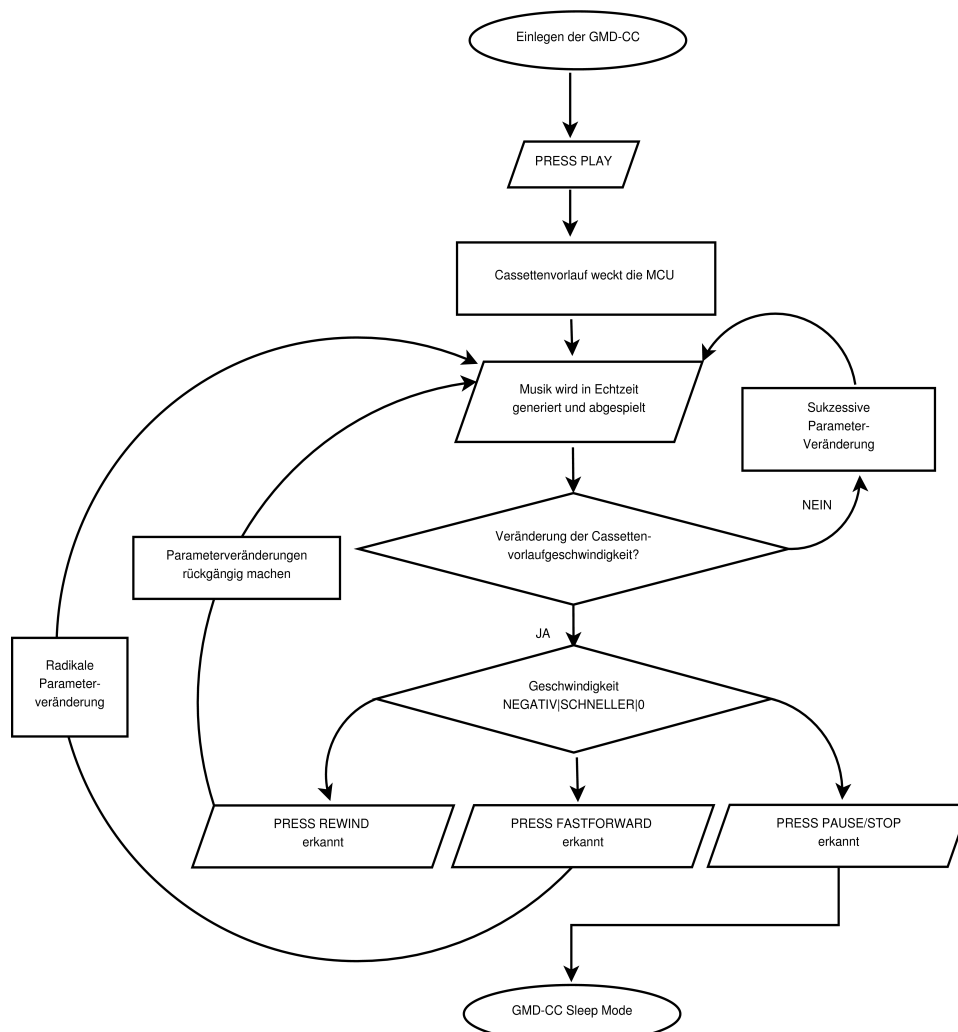 Einlegen der GMD-CC
PRESS PLAY
Cassettenvorlauf weckt die MCU
Musik wird in Echtzeit
generiert und abgespielt
Sukzessive
Parameter-
Veränderung
NEIN
Veränderung der Cassetten-
vorlaufgeschwindigkeit?
Parameterveränderungen
rückgängig machen
JA
Radikale
Parameter-
veränderung
Geschwindigkeit
NEGATIV|SCHNELLER|0
PRESS REWIND
erkannt
PRESS FASTFORWARD
erkannt
PRESS PAUSE/STOP
erkannt
GMD-CC Sleep Mode